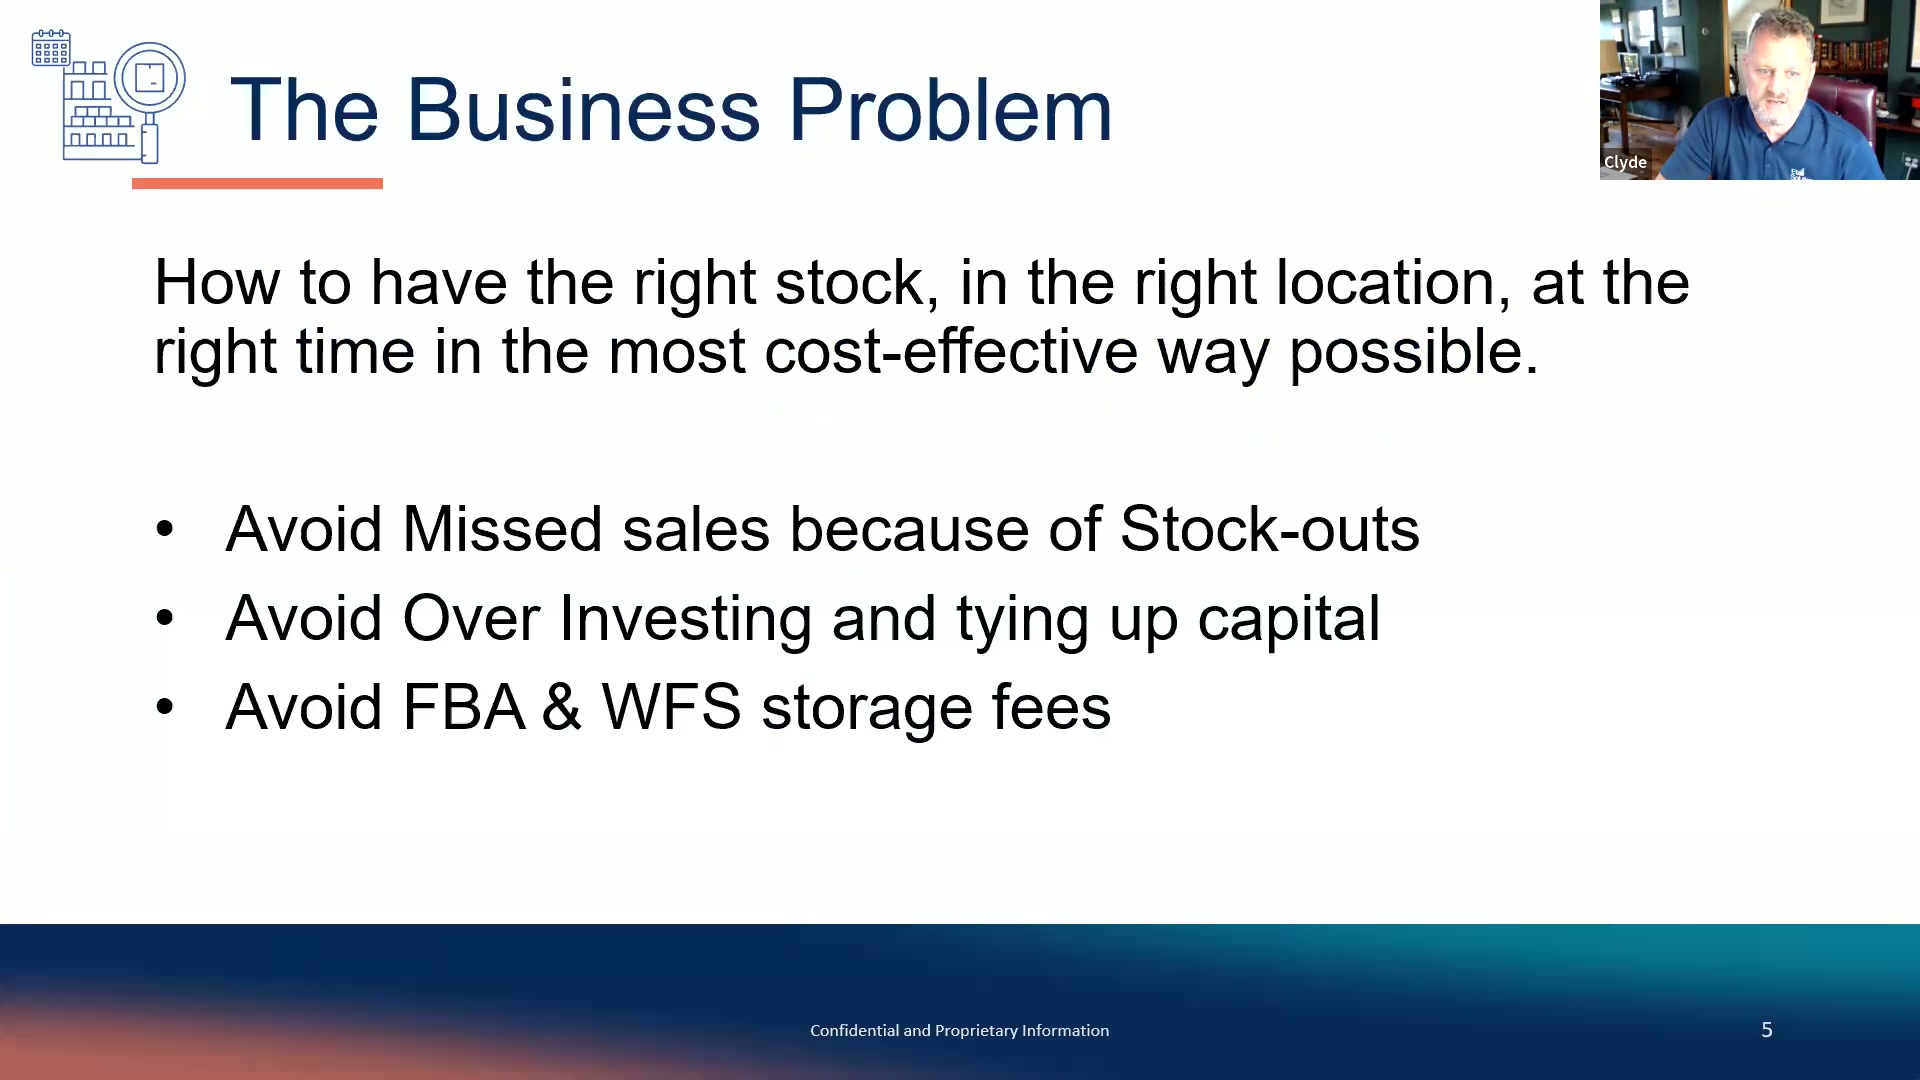 The Business Problem
Clyde
How to have the right stock, in the right location, at the
right time in the most cost-effective way possible.
• Avoid Missed sales because of Stock-outs
• Avoid Over Investing and tying up capital
• Avoid FBA & WFS storage fees
Confidential and Proprietary Information
5